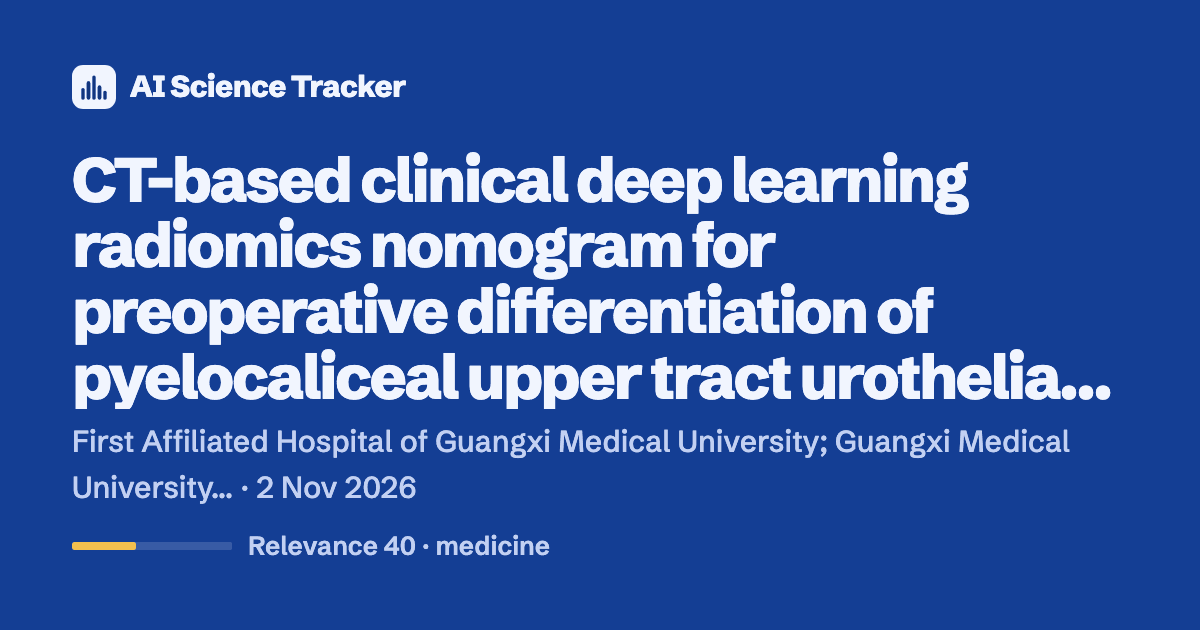 AI Science Tracker
CT-based clinical deep learning
radiomics nomogram for
preoperative differentiation of
pyelocaliceal upper tract urothelia...
First Affiliated Hospital of Guangxi Medical University; Guangxi Medical
University... · 2 Nov 2026
Relevance 40 · medicine